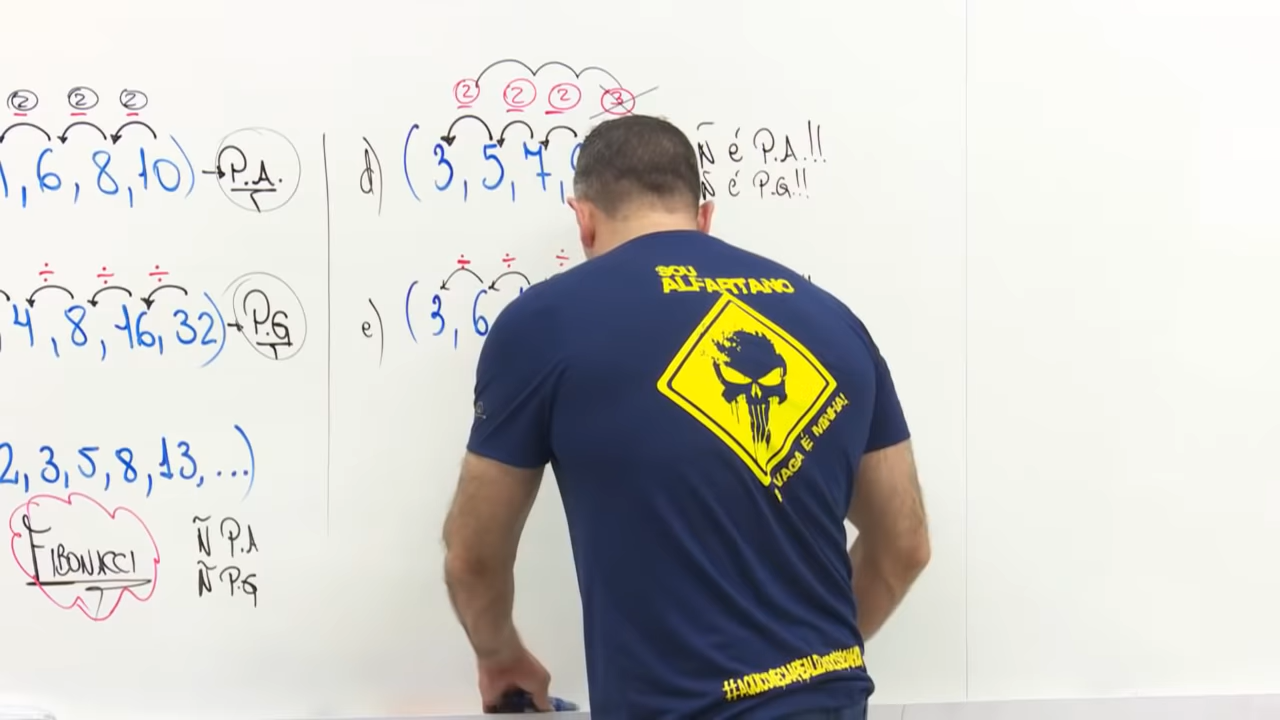 ② ② ②
, 6, 8, 10) → P.A.
÷ ÷ ÷
4, 8, 16, 32) → P.G
2, 3, 5, 8, 13, ...)
FIBONACCI
Ñ P.A
Ñ P.G
② ② ② ③
d) (3, 5, 7,
Ñ é P.A.!!
Ñ é P.G.!!
÷ ÷ ÷
e) (3, 6
SOU
ALFARTANO
VAGA É MINHA!